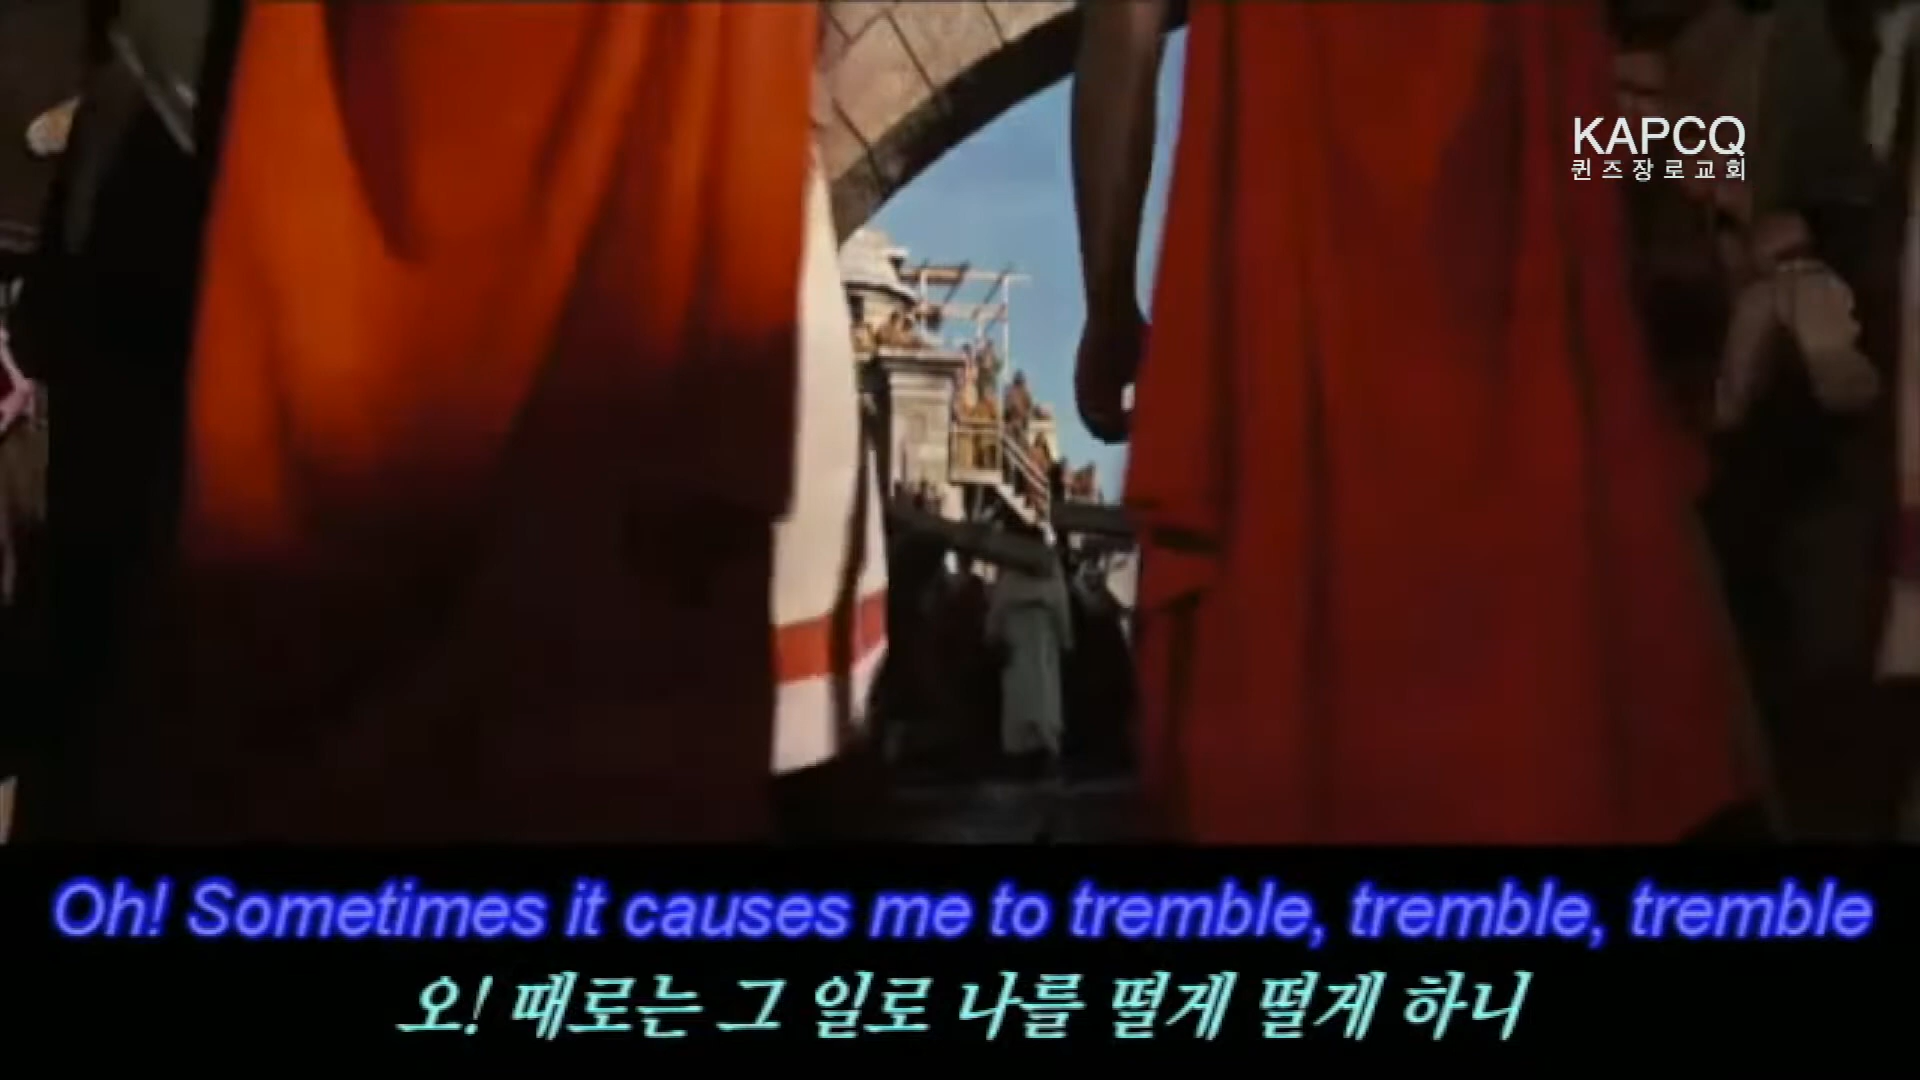 KAPCQ
퀸즈장로교회
Oh! Sometimes it causes me to tremble, tremble, tremble
오! 때로는 그 일로 나를 떨게 떨게 하니